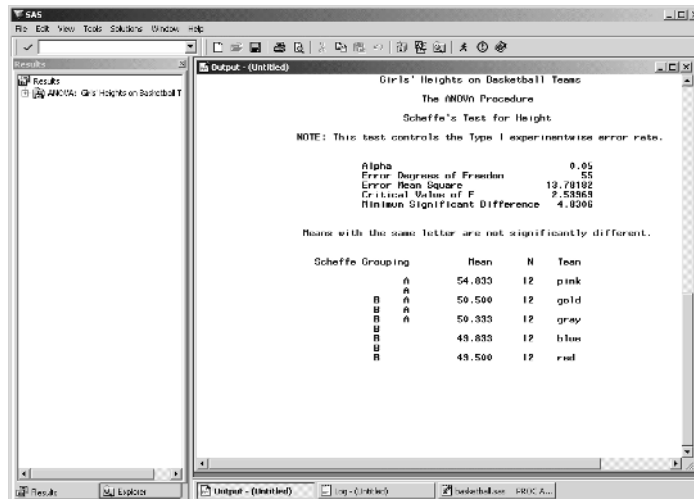 SAS
File Edit View Tools Solutions Window Help
Results
Results
ANOVA: Girls' Heights on Basketball T
Output - (Untitled)
Girls' Heights on Basketball Teams
The ANOVA Procedure
Scheffe's Test for Height
NOTE: This test controls the Type I experimentwise error rate.
Alpha 0.05
Error Degrees of Freedom 55
Error Mean Square 13.78182
Critical Value of F 2.53969
Minimum Significant Difference 4.8306
Means with the same letter are not significantly different.
Scheffe Grouping Mean N Team
A 54.833 12 pink
A
B A 50.500 12 gold
B A
B A 50.333 12 gray
B
B 49.833 12 blue
B
B 49.500 12 red
Results
Explorer
Output - (Untitled)
Log - (Untitled)
basketball.sas PROC A...